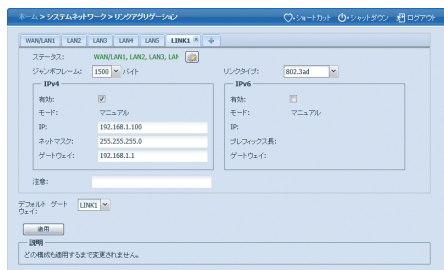 ホーム > システムネットワーク > リンクアグリゲーション
ショートカット シャットダウン ログアウト
WAN/LAN1 LAN2 LAN3 LAN4 LAN5 LINK1
ステータス: WAN/LAN1, LAN2, LAN3, LAN
ジャンボフレーム: 1500 バイト リンクタイプ: 802.3ad
IPv4 IPv6
有効: 有効:
モード: マニュアル モード: マニュアル
IP: 192.168.1.100 IP:
ネットマスク: 255.255.255.0 プレフィックス長:
ゲートウェイ: 192.168.1.1 ゲートウェイ:
注意:
デフォルト ゲート
ウェイ: LINK1
適用
説明
どの構成も適用するまで変更されません。